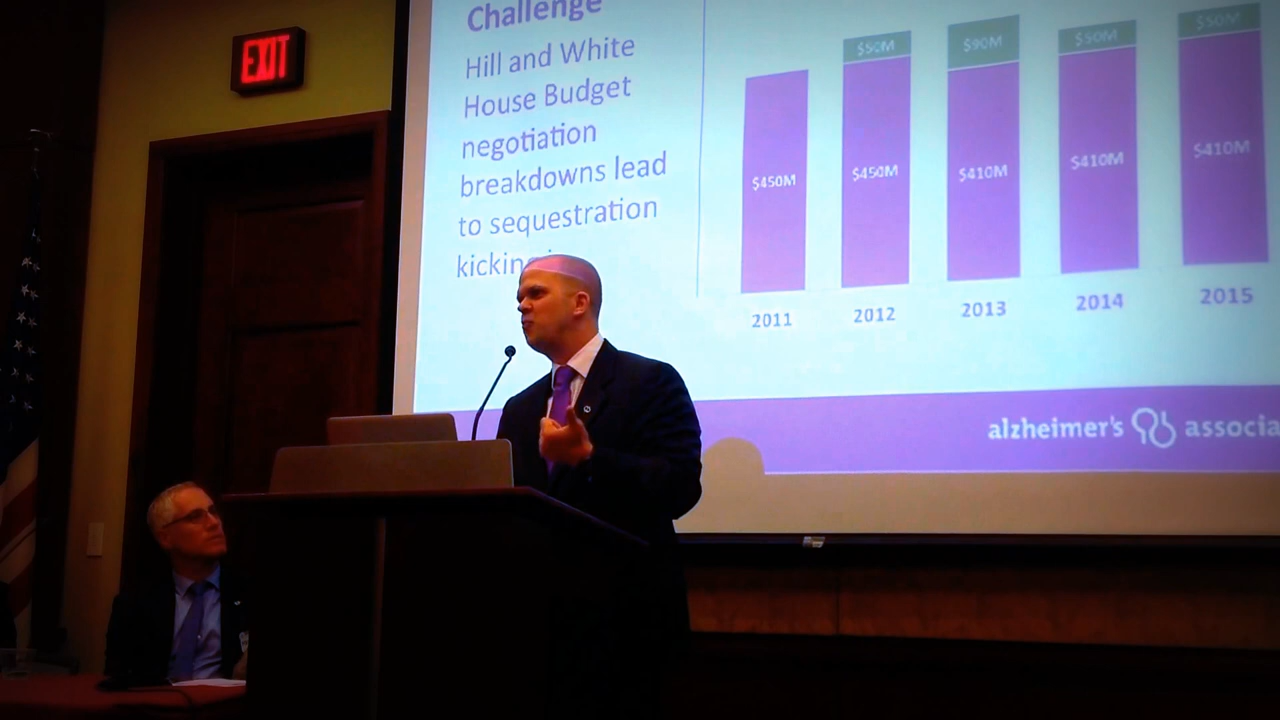 EXIT
Challenge
Hill and White
House Budget
negotiation
breakdowns lead
to sequestration
$50M
$90M
$50M
$50M
$450M
$450M
$410M
$410M
$410M
2011
2012
2013
2014
2015
alzheimer's